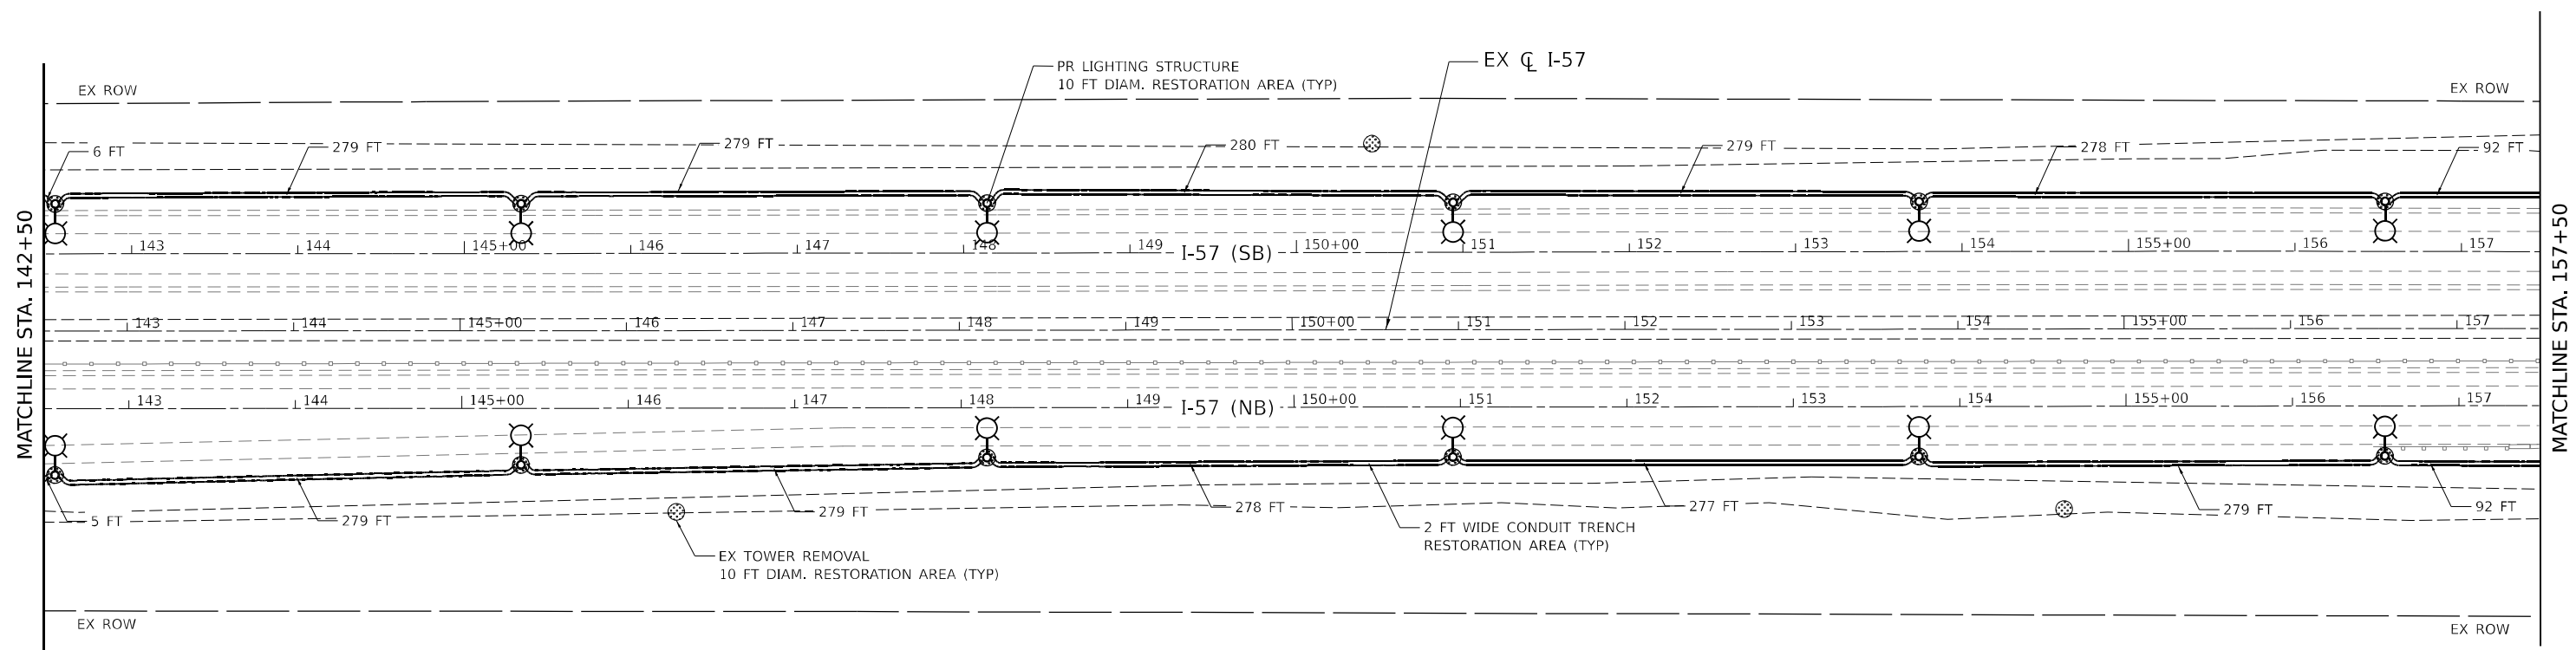 EX ROW
PR LIGHTING STRUCTURE
10 FT DIAM. RESTORATION AREA (TYP)
EX ℄ I-57
EX ROW
6 FT
279 FT
279 FT
280 FT
279 FT
278 FT
92 FT
MATCHLINE STA. 142+50
MATCHLINE STA. 157+50
143
144
145+00
146
147
148
149
150+00
151
152
153
154
155+00
156
157
I-57 (SB)
143
144
145+00
146
147
148
149
150+00
151
152
153
154
155+00
156
157
143
144
145+00
146
147
148
149
150+00
151
152
153
154
155+00
156
157
I-57 (NB)
5 FT
279 FT
279 FT
278 FT
277 FT
279 FT
92 FT
2 FT WIDE CONDUIT TRENCH
RESTORATION AREA (TYP)
EX TOWER REMOVAL
10 FT DIAM. RESTORATION AREA (TYP)
EX ROW
EX ROW